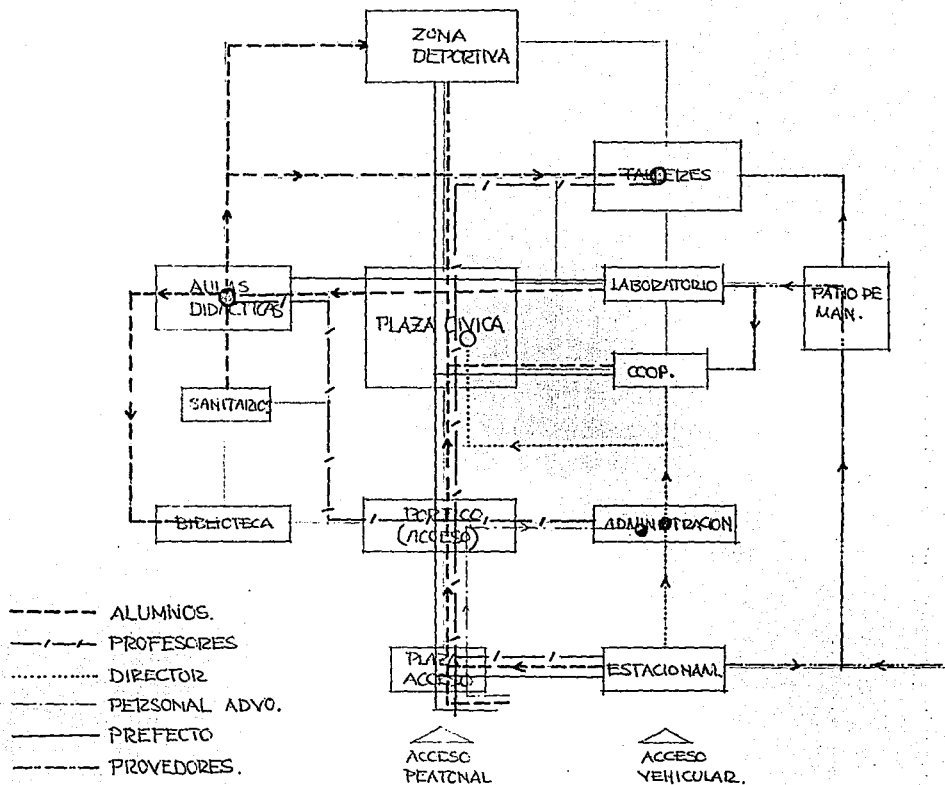 ZONA
DEPORTIVA
TALLERES
AULAS
DIDACTICAS
LABORATORIO
PATIO DE
MAN.
PLAZA CIVICA
COOP.
SANITARIOS
BIBLIOTECA
PORTICO
(ACCESO)
ADMINISTRACION
PLAZA
ACCESO
ESTACIONAM.
ALUMNOS.
PROFESORES
DIRECTOR
PERSONAL ADVO.
PREFECTO
PROVEDORES.
ACCESO
PEATONAL
ACCESO
VEHICULAR.